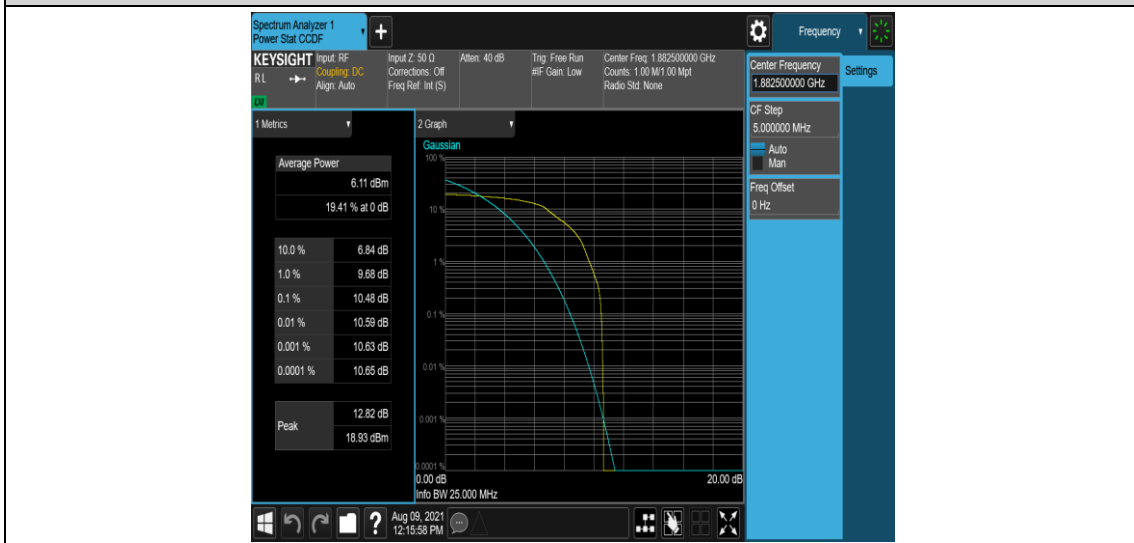 Spectrum Analyzer 1
Power Stat CCDF
+
Frequency
KEYSIGHT
RL
LXI
Input: RF
Coupling: DC
Align: Auto
Input Z: 50 Ω
Corrections: Off
Freq Ref: Int (S)
Atten: 40 dB
Trig: Free Run
#IF Gain: Low
Center Freq: 1.882500000 GHz
Counts: 1.00 M/1.00 Mpt
Radio Std: None
Center Frequency
1.882500000 GHz
Settings
CF Step
5.000000 MHz
Auto
Man
Freq Offset
0 Hz
1 Metrics
Average Power
6.11 dBm
19.41 % at 0 dB
10.0 % 6.84 dB
1.0 % 9.68 dB
0.1 % 10.48 dB
0.01 % 10.59 dB
0.001 % 10.63 dB
0.0001 % 10.65 dB
Peak
12.82 dB
18.93 dBm
2 Graph
Gaussian
100 %
10 %
1 %
0.1 %
0.01 %
0.001 %
0.0001 %
0.00 dB 20.00 dB
Info BW 25.000 MHz
?
Aug 09, 2021
12:15:58 PM